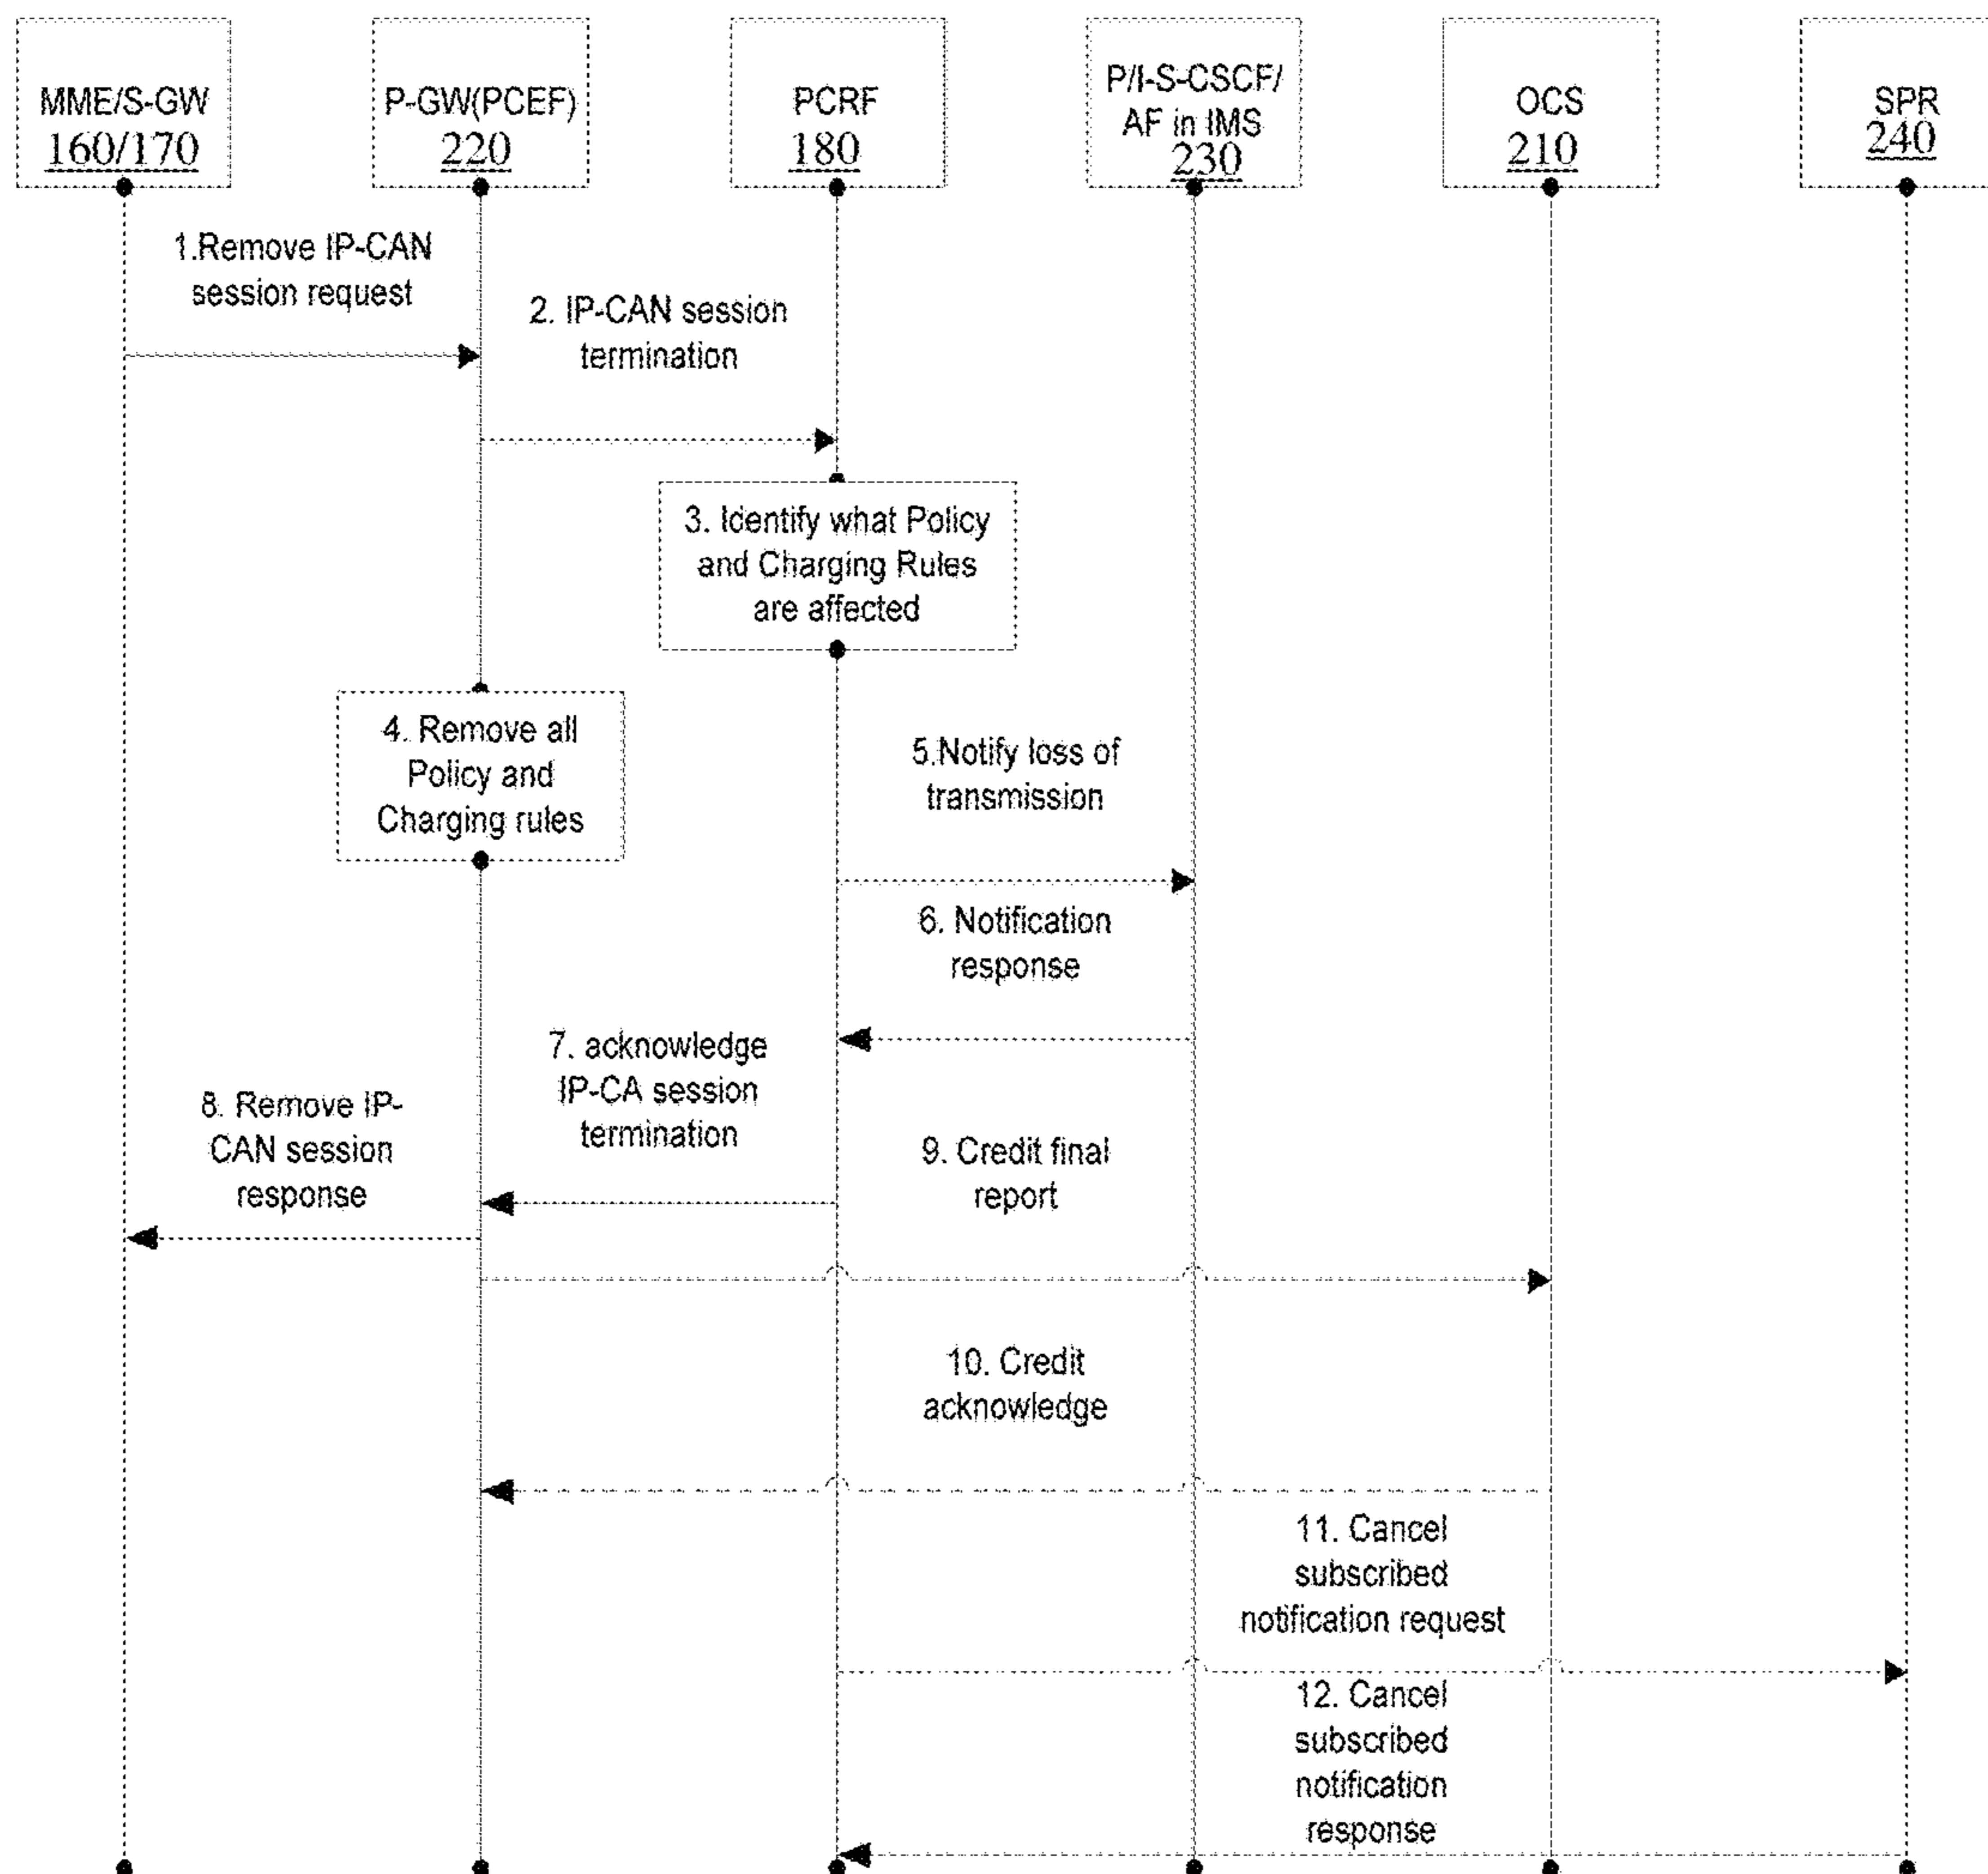 MME/S-GW
160/170
P-GW(PCEF)
220
PCRF
180
P/I-S-CSCF/
AF in IMS
230
OCS
210
SPR
240
1.Remove IP-CAN
session request
2. IP-CAN session
termination
3. Identify what Policy
and Charging Rules
are affected
4. Remove all
Policy and
Charging rules
5.Notify loss of
transmission
6. Notification
response
7. acknowledge
IP-CA session
termination
8. Remove IP-
CAN session
response
9. Credit final
report
10. Credit
acknowledge
11. Cancel
subscribed
notification request
12. Cancel
subscribed
notification
response